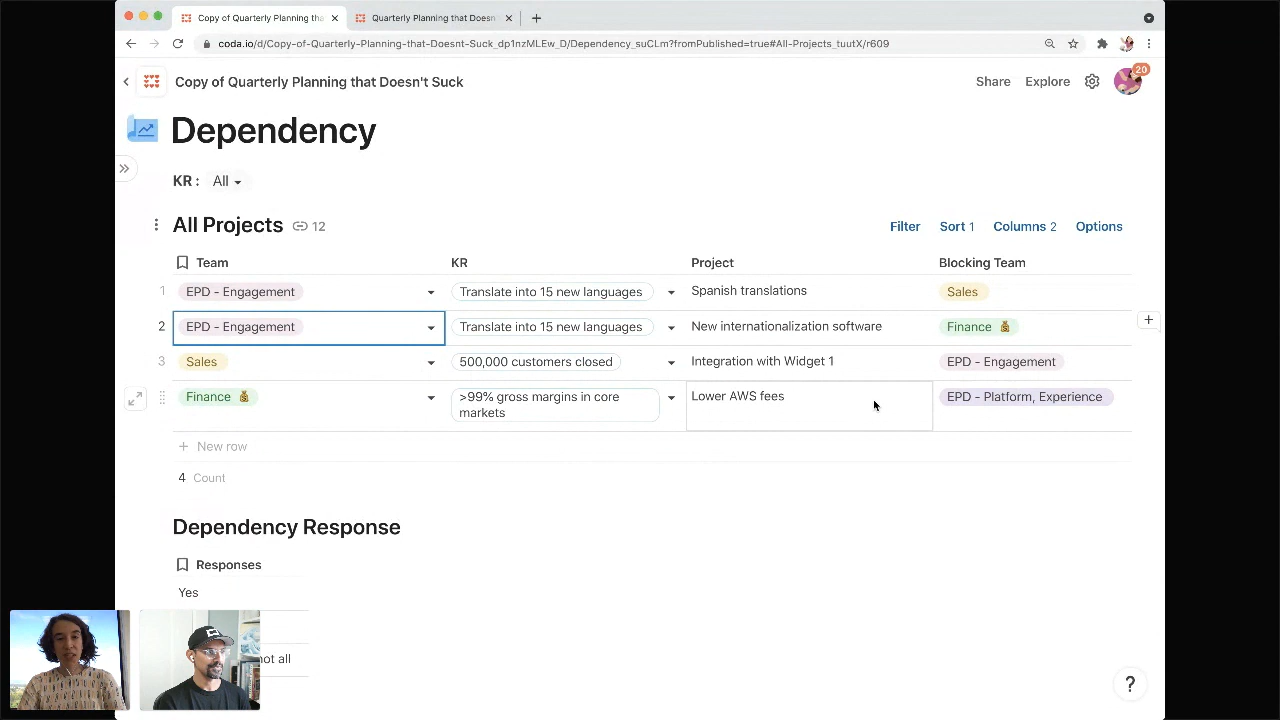 Copy of Quarterly Planning tha
Quarterly Planning that Doesn
coda.io/d/Copy-of-Quarterly-Planning-that-Doesnt-Suck_dp1nzMLEw_D/Dependency_suCLm?fromPublished=true#All-Projects_tuutX/r609
Copy of Quarterly Planning that Doesn't Suck
Share Explore 20
Dependency
KR : All
All Projects 12
Filter Sort 1 Columns 2 Options
Team KR Project Blocking Team
1 EPD - Engagement Translate into 15 new languages Spanish translations Sales
2 EPD - Engagement Translate into 15 new languages New internationalization software Finance 💰
3 Sales 500,000 customers closed Integration with Widget 1 EPD - Engagement
Finance 💰 >99% gross margins in core markets Lower AWS fees EPD - Platform, Experience
+ New row
4 Count
Dependency Response
Responses
Yes
not all
?